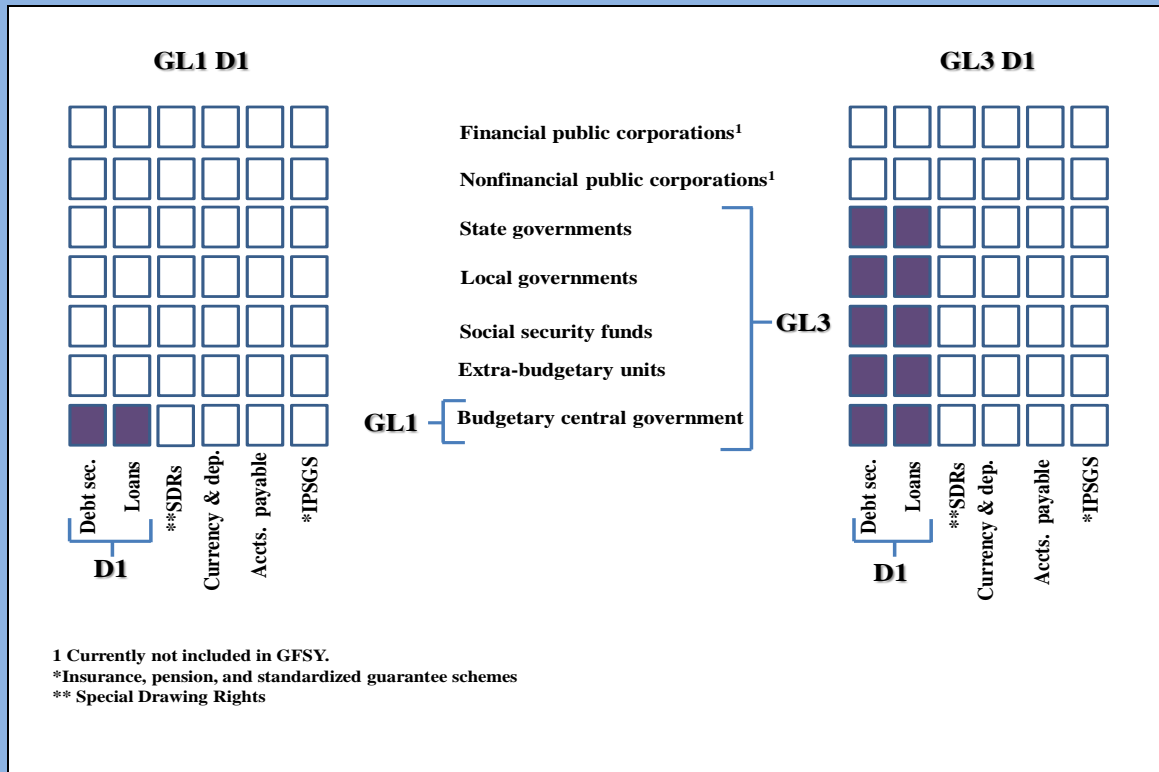 GL1 D1
GL3 D1
Financial public corporations¹
Nonfinancial public corporations¹
State governments
Local governments
Social security funds
Extra-budgetary units
Budgetary central government
GL1
GL3
Debt sec.
Loans
**SDRs
Currency & dep.
Accts. payable
*IPSGS
D1
Debt sec.
Loans
**SDRs
Currency & dep.
Accts. payable
*IPSGS
D1
1 Currently not included in GFSY.
*Insurance, pension, and standardized guarantee schemes
** Special Drawing Rights